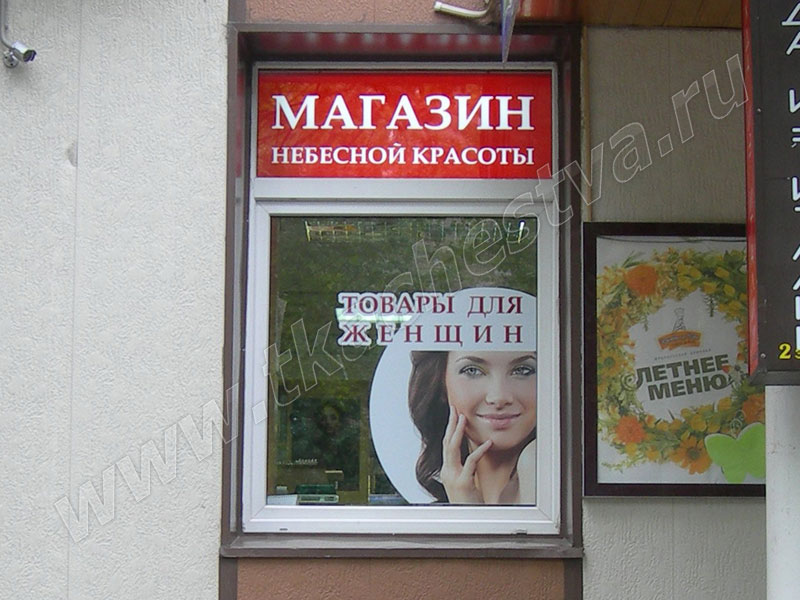 МАГАЗИН
НЕБЕСНОЙ КРАСОТЫ
ТОВАРЫ ДЛЯ
ЖЕНЩИН
ЛЕТНЕЕ
МЕНЮ
www.tkachestva.ru